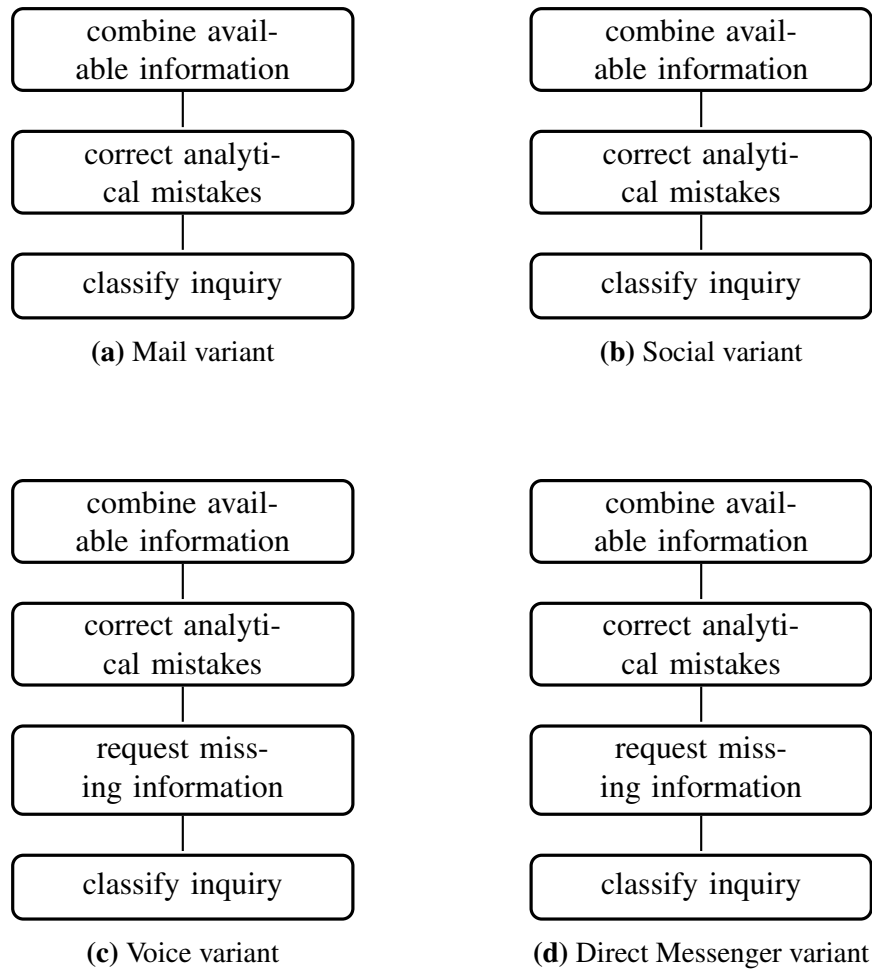 combine avail-
able information
correct analyti-
cal mistakes
classify inquiry
(a) Mail variant
combine avail-
able information
correct analyti-
cal mistakes
classify inquiry
(b) Social variant
combine avail-
able information
correct analyti-
cal mistakes
request miss-
ing information
classify inquiry
(c) Voice variant
combine avail-
able information
correct analyti-
cal mistakes
request miss-
ing information
classify inquiry
(d) Direct Messenger variant